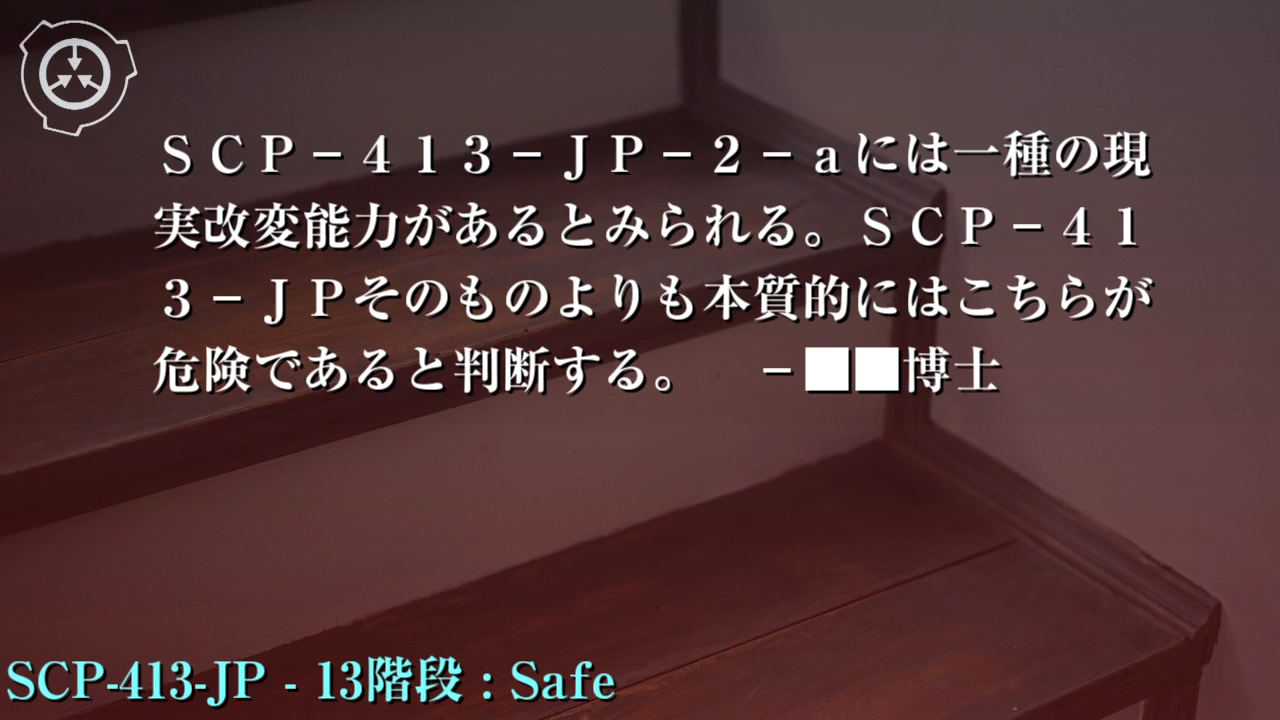 ＳＣＰ－４１３－ＪＰ－２－ａには一種の現
実改変能力があるとみられる。ＳＣＰ－４１
３－ＪＰそのものよりも本質的にはこちらが
危険であると判断する。　－██博士
SCP-413-JP - 13階段 : Safe